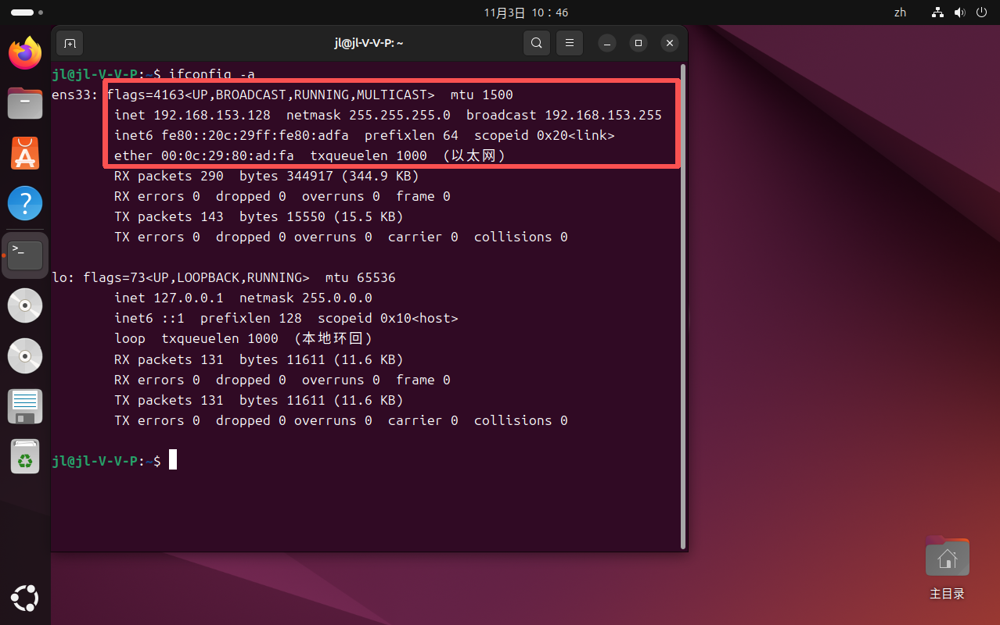 11月3日 10：46
zh
jl@jl-V-V-P: ~
jl@jl-V-V-P:~$ ifconfig -a
ens33: flags=4163<UP,BROADCAST,RUNNING,MULTICAST>  mtu 1500
inet 192.168.153.128  netmask 255.255.255.0  broadcast 192.168.153.255
inet6 fe80::20c:29ff:fe80:adfa  prefixlen 64  scopeid 0x20<link>
ether 00:0c:29:80:ad:fa  txqueuelen 1000  (以太网)
RX packets 290  bytes 344917 (344.9 KB)
RX errors 0  dropped 0  overruns 0  frame 0
TX packets 143  bytes 15550 (15.5 KB)
TX errors 0  dropped 0 overruns 0  carrier 0  collisions 0
lo: flags=73<UP,LOOPBACK,RUNNING>  mtu 65536
inet 127.0.0.1  netmask 255.0.0.0
inet6 ::1  prefixlen 128  scopeid 0x10<host>
loop  txqueuelen 1000  (本地环回)
RX packets 131  bytes 11611 (11.6 KB)
RX errors 0  dropped 0  overruns 0  frame 0
TX packets 131  bytes 11611 (11.6 KB)
TX errors 0  dropped 0 overruns 0  carrier 0  collisions 0
jl@jl-V-V-P:~$
主目录